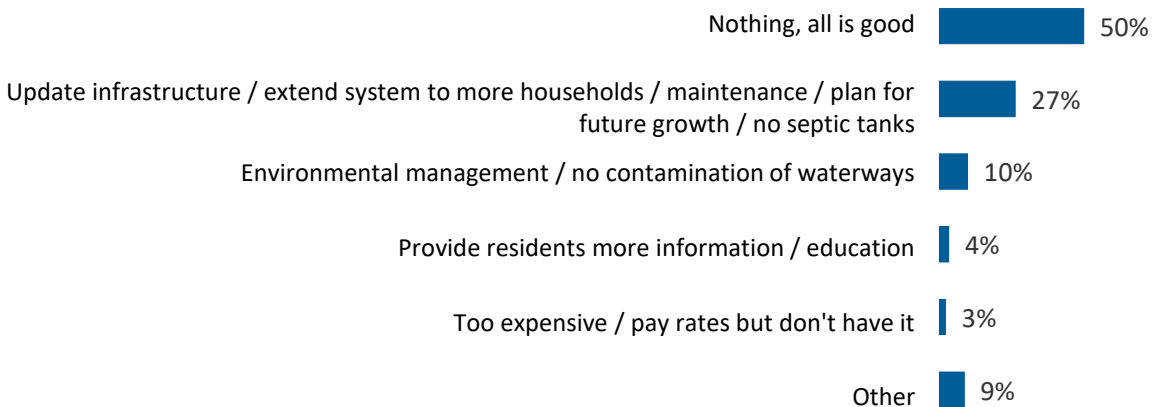 Nothing, all is good 50%
Update infrastructure / extend system to more households / maintenance / plan for
future growth / no septic tanks 27%
Environmental management / no contamination of waterways 10%
Provide residents more information / education 4%
Too expensive / pay rates but don't have it 3%
Other 9%